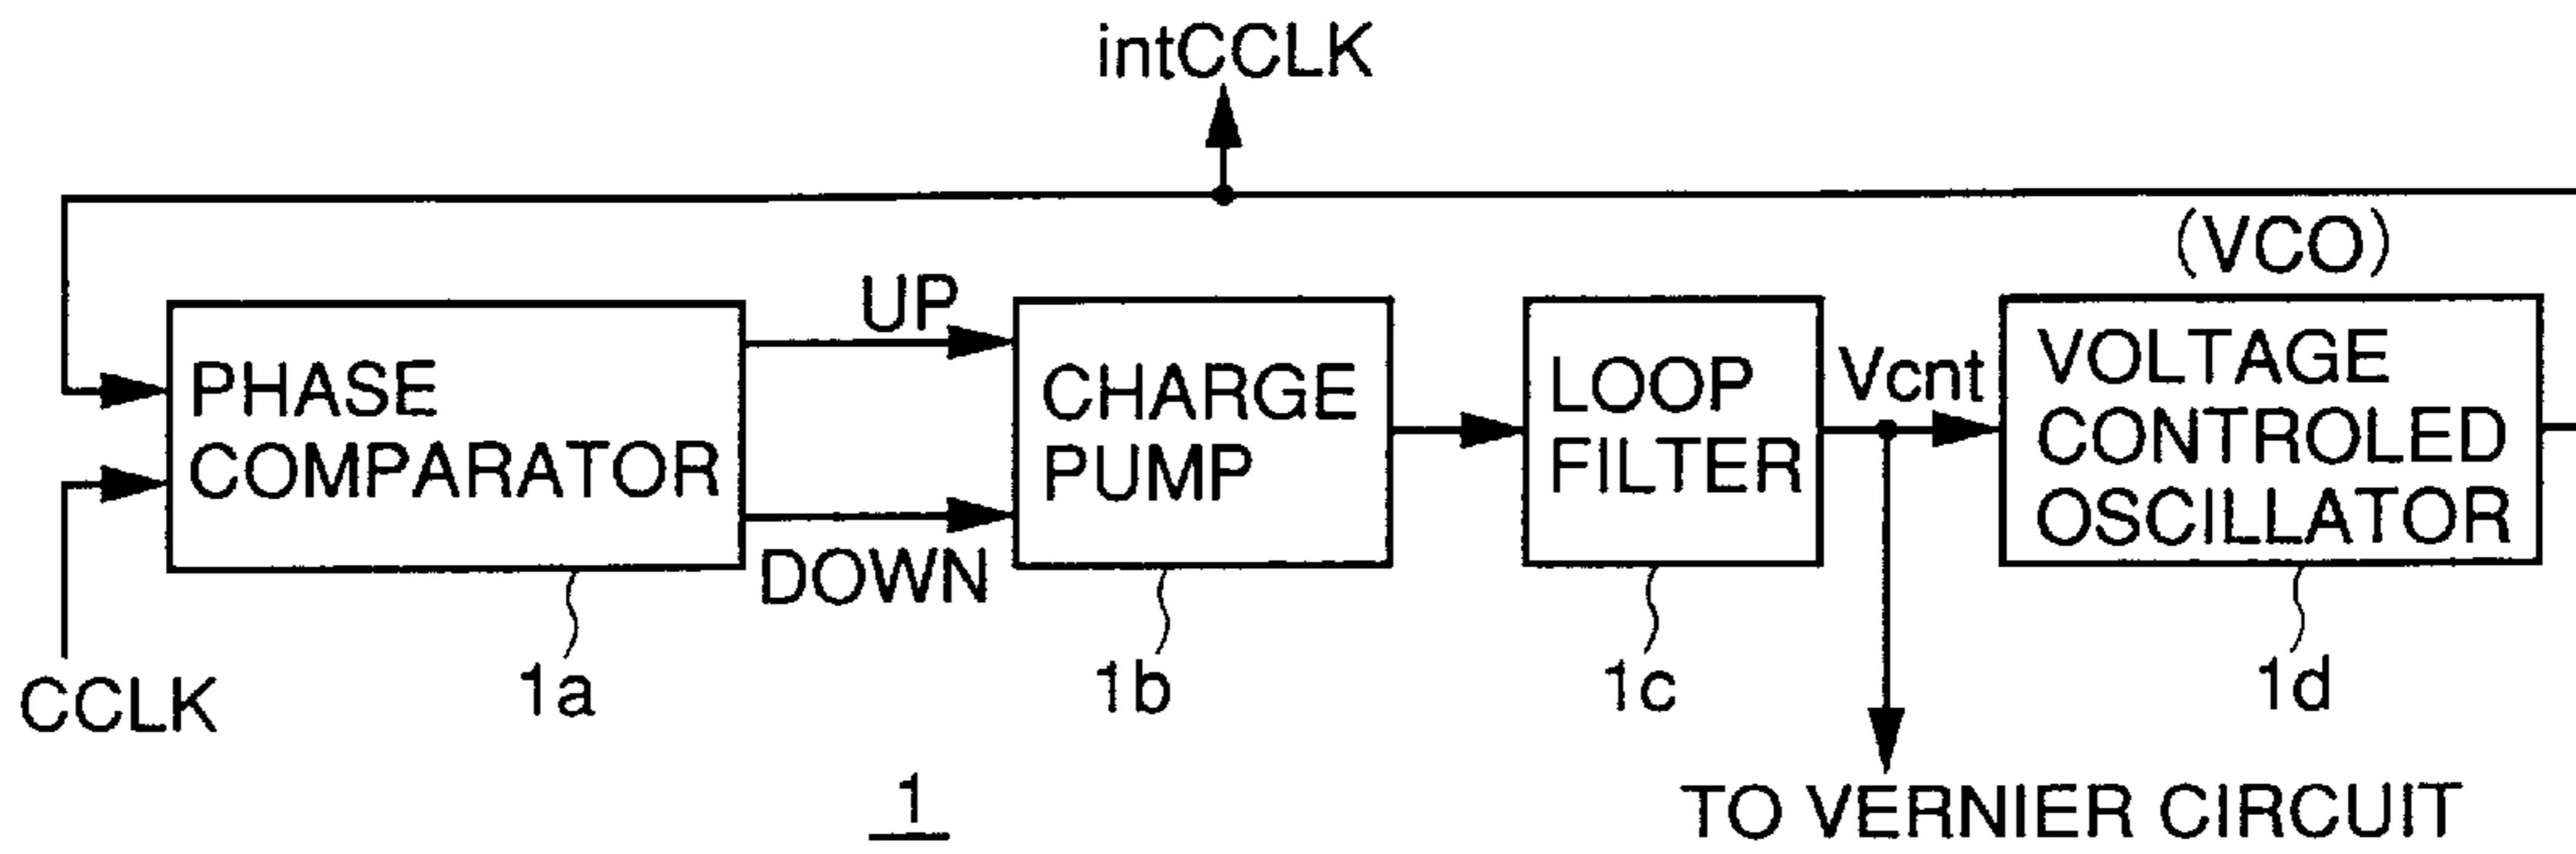 intCCLK
(VCO)
UP
PHASE
COMPARATOR
CHARGE
PUMP
LOOP
FILTER
Vcnt
VOLTAGE
CONTROLED
OSCILLATOR
DOWN
CCLK
1a
1b
1c
1d
1
TO VERNIER CIRCUIT